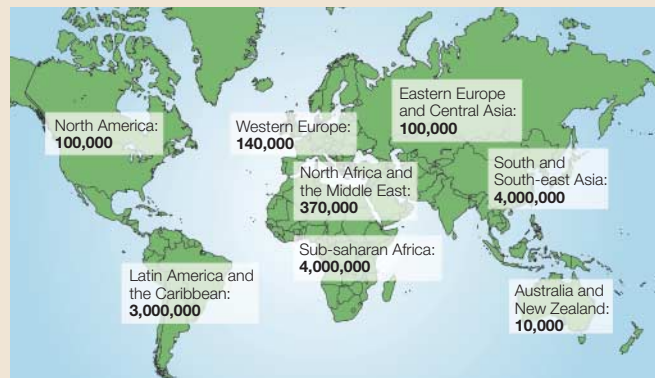 North America:
100,000
Western Europe:
140,000
Eastern Europe
and Central Asia:
100,000
North Africa and
the Middle East:
370,000
South and
South-east Asia:
4,000,000
Sub-saharan Africa:
4,000,000
Latin America and
the Caribbean:
3,000,000
Australia and
New Zealand:
10,000